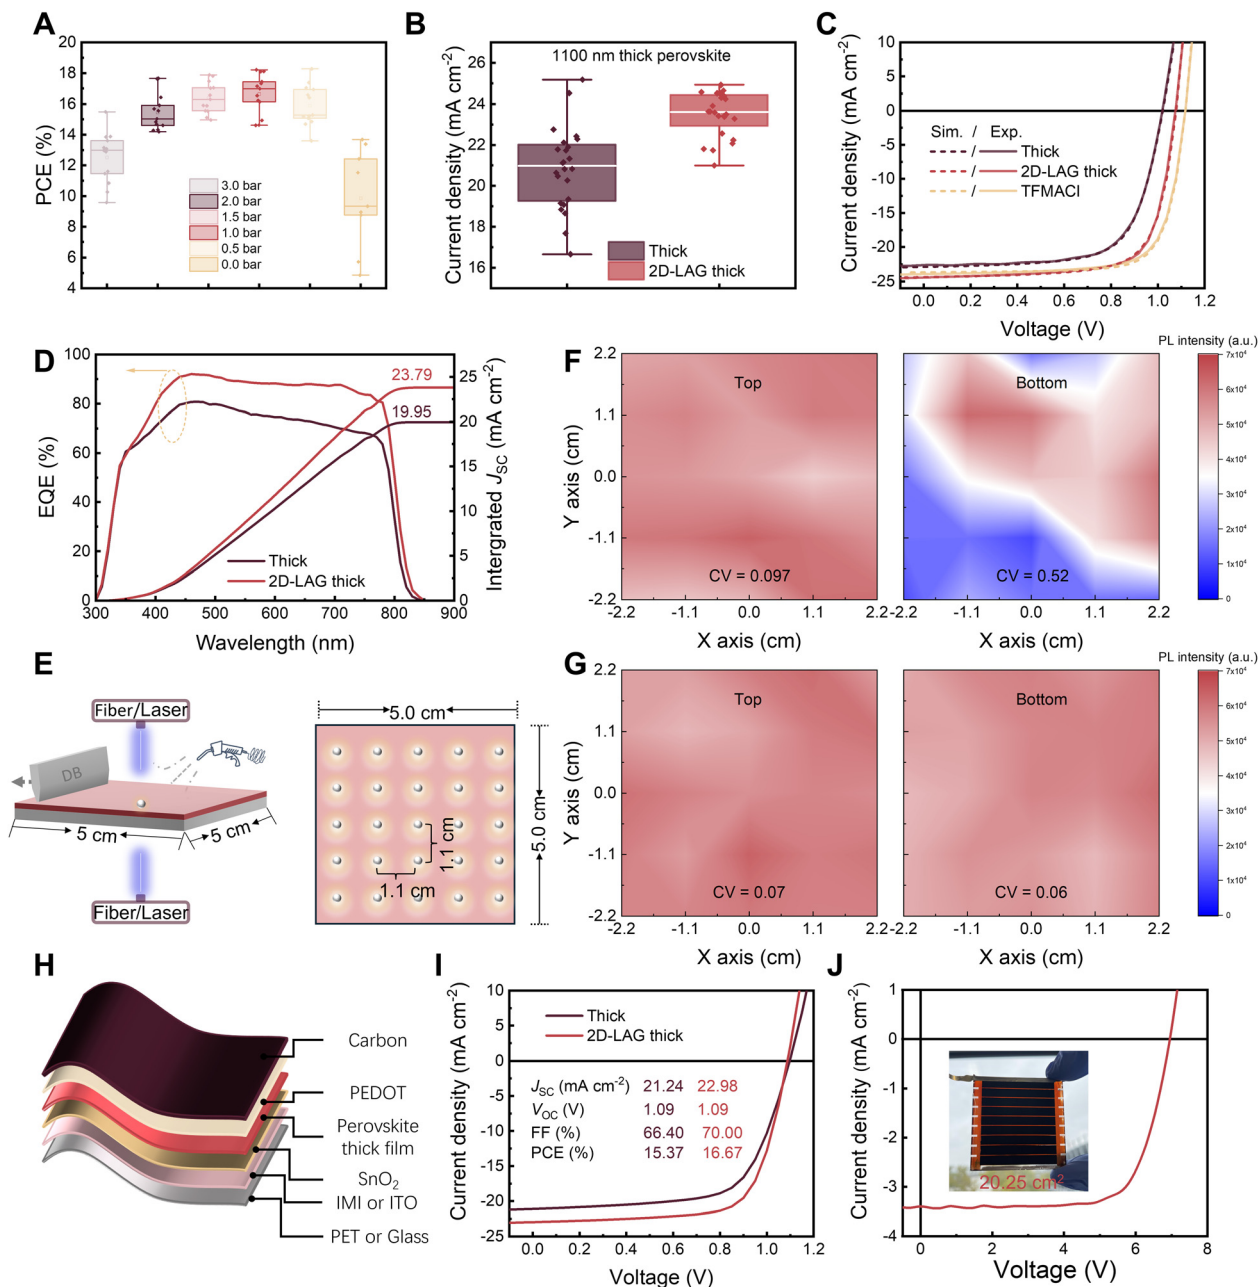 A
20
18
16
14
12
10
8
6
4
PCE (%)
3.0 bar
2.0 bar
1.5 bar
1.0 bar
0.5 bar
0.0 bar
B
1100 nm thick perovskite
26
24
22
20
18
16
Current density (mA cm⁻²)
Thick
2D-LAG thick
C
10
5
0
-5
-10
-15
-20
-25
Current density (mA cm⁻²)
Sim. / Exp.
/ Thick
/ 2D-LAG thick
/ TFMACl
0.0 0.2 0.4 0.6 0.8 1.0 1.2
Voltage (V)
D
100
80
60
40
20
0
EQE (%)
23.79
19.95
25
20
15
10
5
0
Intergrated JSC (mA cm⁻²)
Thick
2D-LAG thick
300 400 500 600 700 800 900
Wavelength (nm)
F
2.2
1.1
0.0
-1.1
-2.2
Y axis (cm)
Top
CV = 0.097
-2.2 -1.1 0.0 1.1 2.2
X axis (cm)
Bottom
CV = 0.52
-2.2 -1.1 0.0 1.1 2.2
X axis (cm)
PL intensity (a.u.)
7x10⁴
6x10⁴
5x10⁴
4x10⁴
3x10⁴
2x10⁴
1x10⁴
0
E
Fiber/Laser
DB
5 cm
5 cm
Fiber/Laser
5.0 cm
5.0 cm
1.1 cm
1.1 cm
G
2.2
1.1
0.0
-1.1
-2.2
Y axis (cm)
Top
CV = 0.07
-2.2 -1.1 0.0 1.1 2.2
X axis (cm)
Bottom
CV = 0.06
-2.2 -1.1 0.0 1.1 2.2
X axis (cm)
PL intensity (a.u.)
7x10⁴
6x10⁴
5x10⁴
4x10⁴
3x10⁴
2x10⁴
1x10⁴
0
H
Carbon
PEDOT
Perovskite
thick film
SnO₂
IMI or ITO
PET or Glass
I
10
5
0
-5
-10
-15
-20
-25
Current density (mA cm⁻²)
Thick
2D-LAG thick
JSC (mA cm⁻²) 21.24 22.98
VOC (V) 1.09 1.09
FF (%) 66.40 70.00
PCE (%) 15.37 16.67
0.0 0.2 0.4 0.6 0.8 1.0 1.2
Voltage (V)
J
1
0
-1
-2
-3
-4
Current density (mA cm⁻²)
20.25 cm²
0 2 4 6 8
Voltage (V)